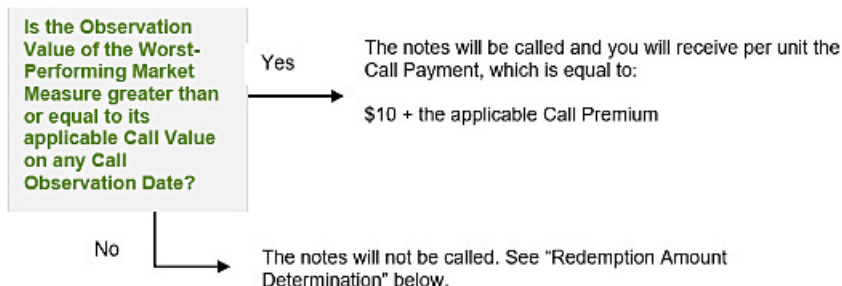 Is the Observation
Value of the Worst-
Performing Market
Measure greater than
or equal to its
applicable Call Value
on any Call
Observation Date?
Yes
The notes will be called and you will receive per unit the
Call Payment, which is equal to:
$10 + the applicable Call Premium
No
The notes will not be called. See “Redemption Amount
Determination" below.